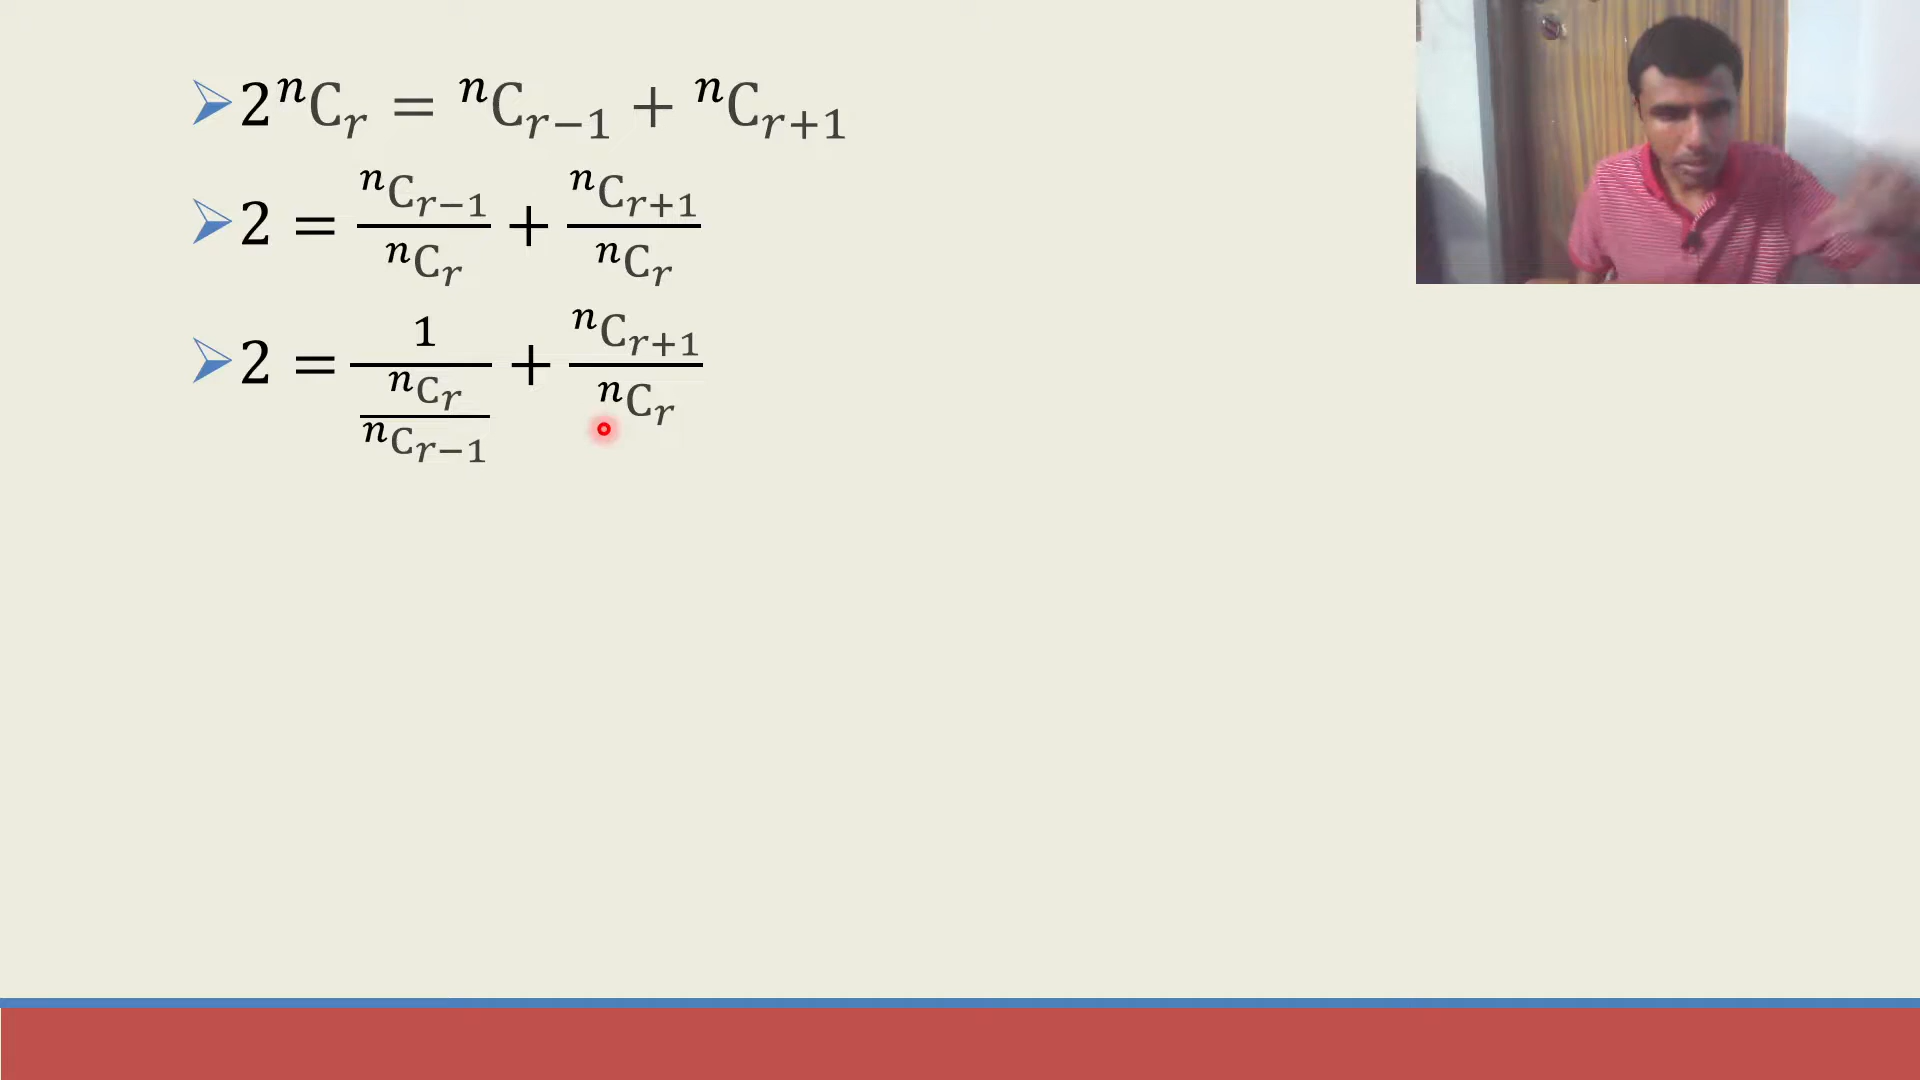 ➢2ⁿCᵣ = ⁿCᵣ₋₁ + ⁿCᵣ₊₁
➢2 = ⁿCᵣ₋₁/ⁿCᵣ + ⁿCᵣ₊₁/ⁿCᵣ
➢2 = 1/(ⁿCᵣ/ⁿCᵣ₋₁) + ⁿCᵣ₊₁/ⁿCᵣ